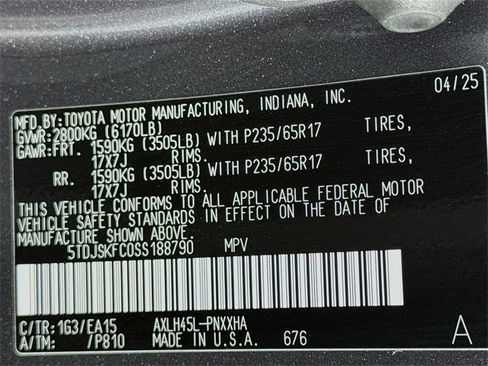 MFD.BY:TOYOTA MOTOR MANUFACTURING, INDIANA, INC. 04/25
GVWR:2800KG (6170LB)
GAWR:FRT. 1590KG (3505LB) WITH P235/65R17 TIRES,
17X7J RIMS.
RR. 1590KG (3505LB) WITH P235/65R17 TIRES,
17X7J RIMS.
THIS VEHICLE CONFORMS TO ALL APPLICABLE FEDERAL MOTOR
VEHICLE SAFETY STANDARDS IN EFFECT ON THE DATE OF
MANUFACTURE SHOWN ABOVE.
5TDJSKFC0SS188790 MPV
C/TR:1G3/EA15 AXLH45L-PNXXHA A
A/TM: /P810 MADE IN U.S.A. 676